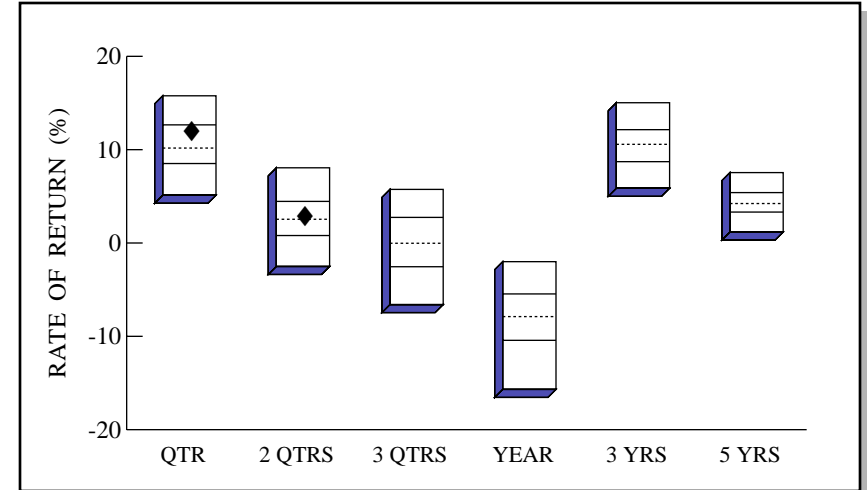 RATE OF RETURN (%)
20
10
0
-10
-20
QTR 2 QTRS 3 QTRS YEAR 3 YRS 5 YRS